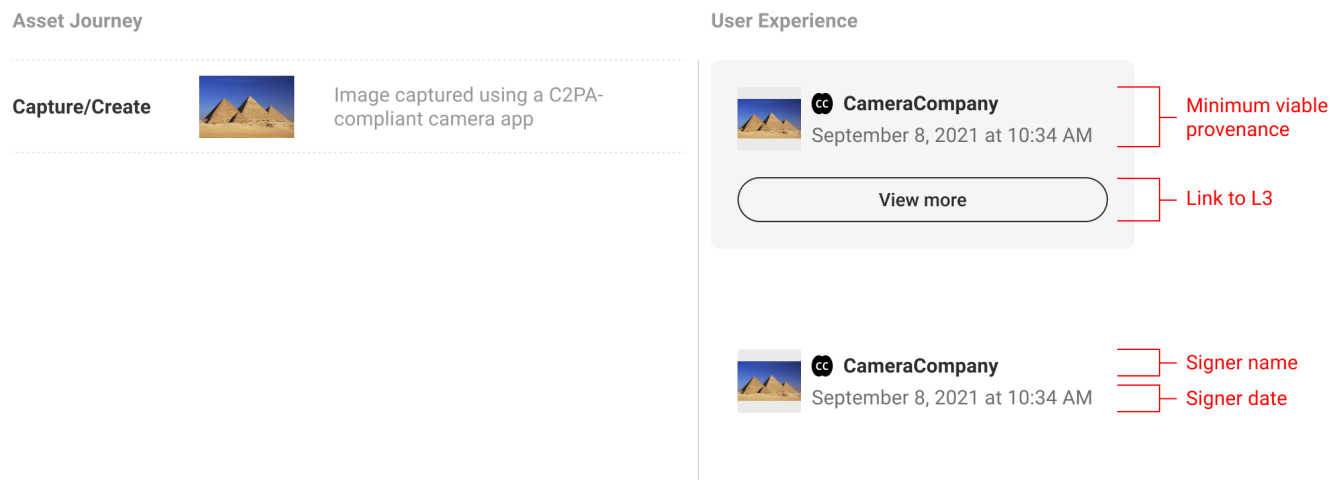 Asset Journey
User Experience
Capture/Create
Image captured using a C2PA-
compliant camera app
CC CameraCompany
September 8, 2021 at 10:34 AM
Minimum viable
provenance
View more
Link to L3
CC CameraCompany
September 8, 2021 at 10:34 AM
Signer name
Signer date